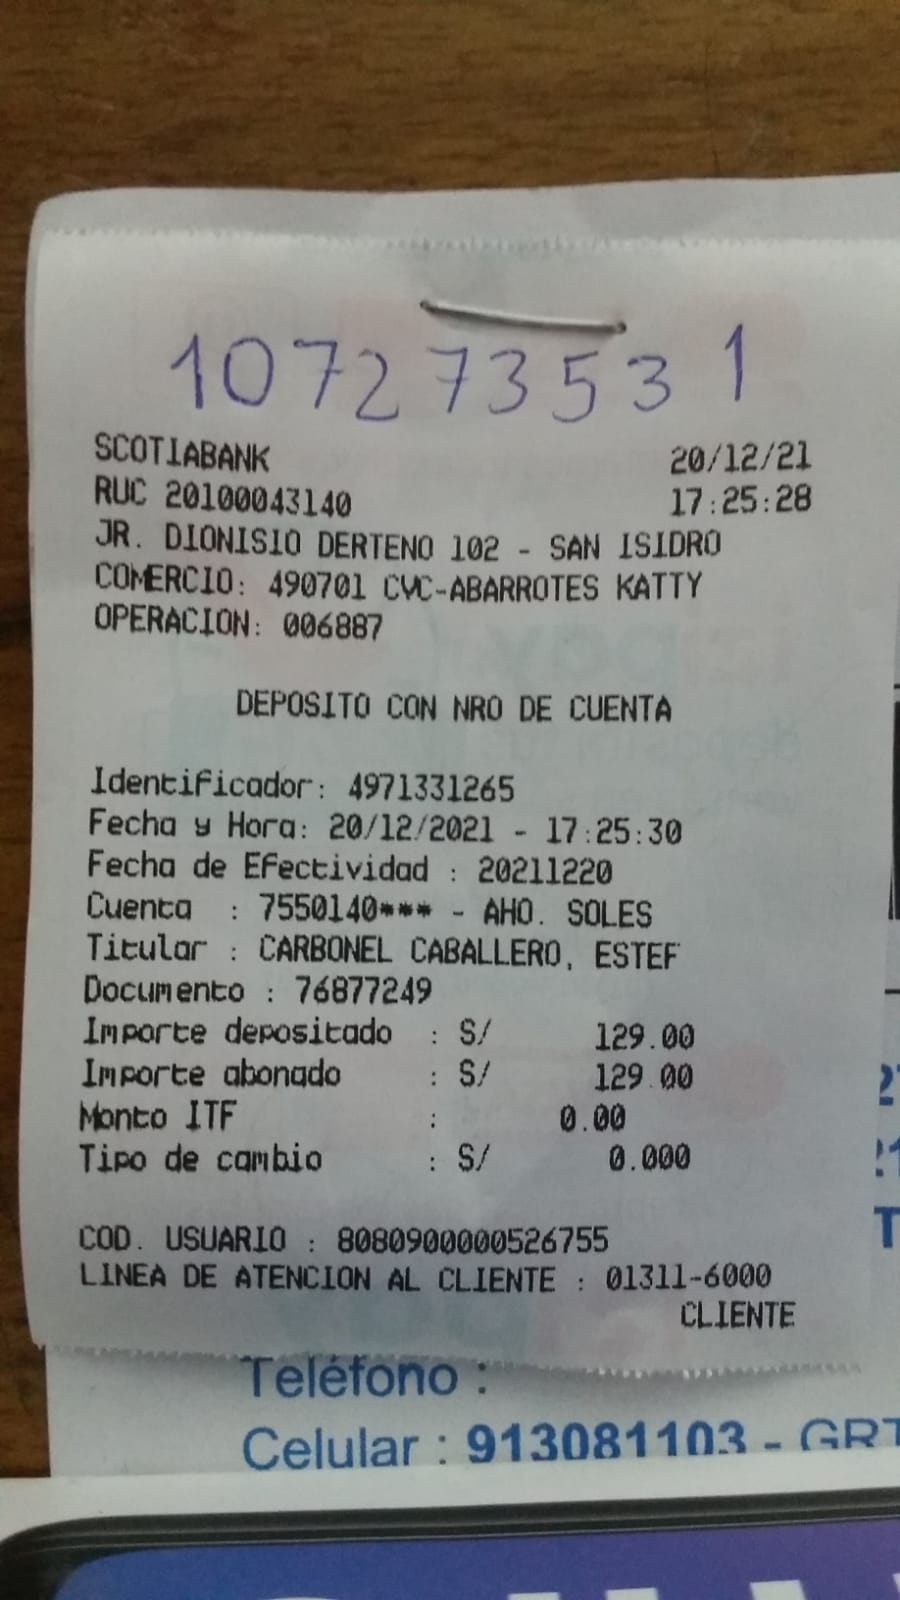 107273531
SCOTIABANK 20/12/21
RUC 20100043140 17:25:28
JR. DIONISIO DERTENO 102 - SAN ISIDRO
COMERCIO: 490701 CYC-ABARROTES KATTY
OPERACION: 006887
DEPOSITO CON NRO DE CUENTA
Identificador: 4971331265
Fecha y Hora: 20/12/2021 - 17:25:30
Fecha de Efectividad : 20211220
Cuenta : 7550140*** - AHO. SOLES
Titular : CARBONEL CABALLERO, ESTEF
Documento : 76877249
Importe depositado : S/ 129.00
Importe abonado : S/ 129.00
Monto ITF : 0.00
Tipo de cambio : S/ 0.000
COD. USUARIO : 8080900000526755
LINEA DE ATENCION AL CLIENTE : 01311-6000
CLIENTE
Teléfono :
Celular : 913081103 - GRT